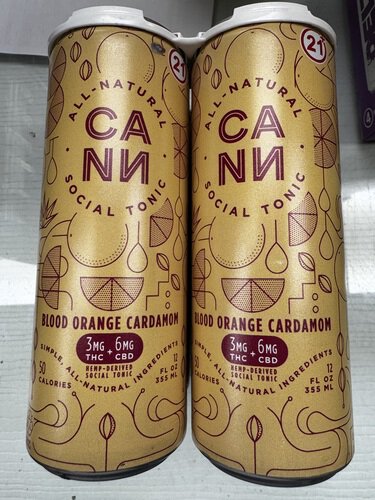 21+
ALL-NATURAL
CA
NN
SOCIAL TONIC
BLOOD ORANGE CARDAMOM
3MG + 6MG
THC CBD
HEMP-DERIVED
SOCIAL TONIC
SIMPLE, ALL-NATURAL INGREDIENTS
50
CALORIES
12
FL OZ
355 ML
21+
ALL-NATURAL
CA
NN
SOCIAL TONIC
BLOOD ORANGE CARDAMOM
3MG + 6MG
THC CBD
HEMP-DERIVED
SOCIAL TONIC
SIMPLE, ALL-NATURAL INGREDIENTS
50
CALORIES
12
FL OZ
355 ML